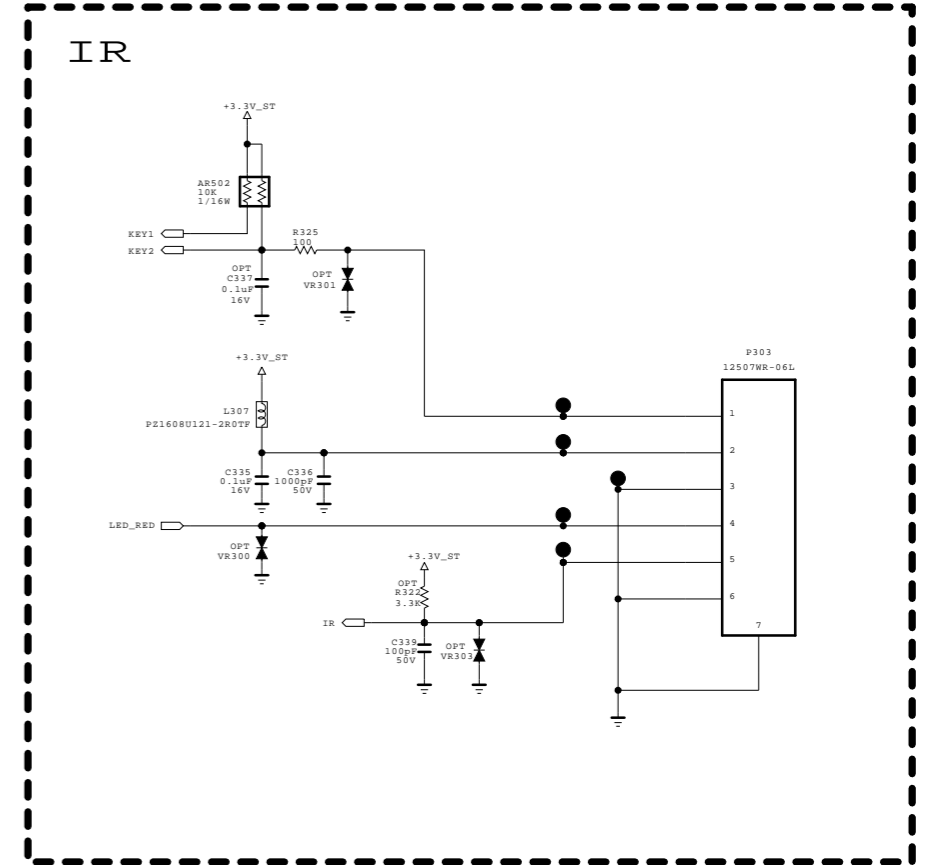 IR
+3.3V_ST
AR502
10K
1/16W
KEY1
KEY2
R325
100
OPT
C337
0.1uF
16V
OPT
VR301
+3.3V_ST
L307
PZ1608U121-2R0TF
C335
0.1uF
16V
C336
1000pF
50V
LED_RED
OPT
VR300
+3.3V_ST
OPT
R322
3.3K
IR
C339
100pF
50V
OPT
VR303
P303
12507WR-06L
1
2
3
4
5
6
7